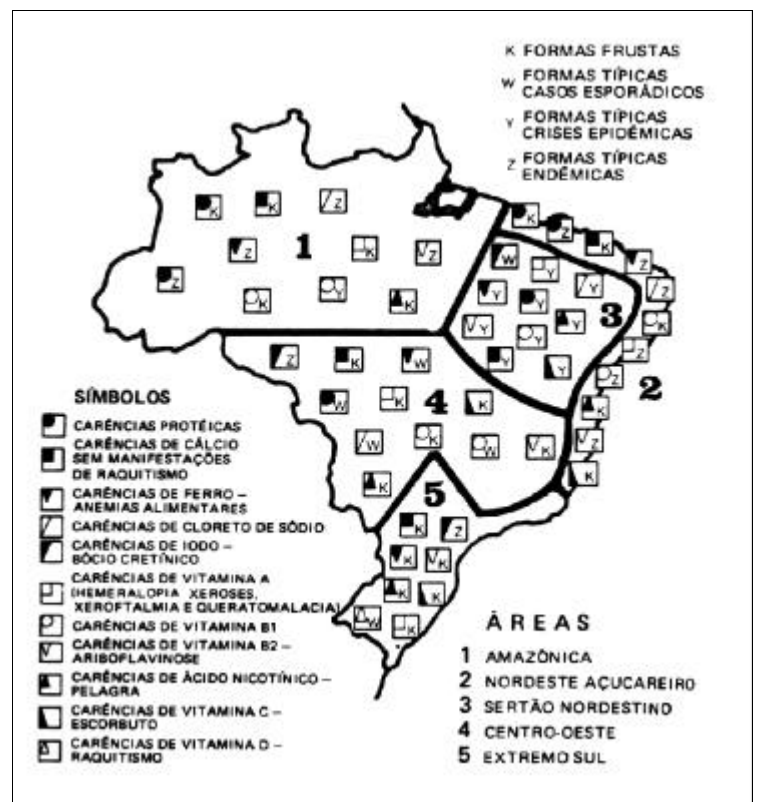 K FORMAS FRUSTAS
W FORMAS TÍPICAS
CASOS ESPORÁDICOS
Y FORMAS TÍPICAS
CRISES EPIDÊMICAS
Z FORMAS TÍPICAS
ENDÊMICAS
K K Z
Z 1 K Z
Z K Y K
K Z K Z Z K Z Z K Z K
W Y Y
Y Y Y 3
Y Y
Y Y
2
Z K W
W K 4 K
W K W K
K
5
K Z
K K
K K
W K
SÍMBOLOS
CARÊNCIAS PROTÉICAS
CARÊNCIAS DE CÁLCIO
SEM MANIFESTAÇÕES
DE RAQUITISMO
CARÊNCIAS DE FERRO –
ANEMIAS ALIMENTARES
CARÊNCIAS DE CLORETO DE SÓDIO
CARÊNCIAS DE IODO –
BÓCIO CRETÍNICO
CARÊNCIAS DE VITAMINA A
(HEMERALOPIA XEROSES,
XEROFTALMIA E QUERATOMALACIA)
CARÊNCIAS DE VITAMINA B1
CARÊNCIAS DE VITAMINA B2 –
ARIBOFLAVINOSE
CARÊNCIAS DE ÁCIDO NICOTÍNICO –
PELAGRA
CARÊNCIAS DE VITAMINA C –
ESCORBUTO
CARÊNCIAS DE VITAMINA D –
RAQUITISMO
ÁREAS
1 AMAZÔNICA
2 NORDESTE AÇUCAREIRO
3 SERTÃO NORDESTINO
4 CENTRO-OESTE
5 EXTREMO SUL